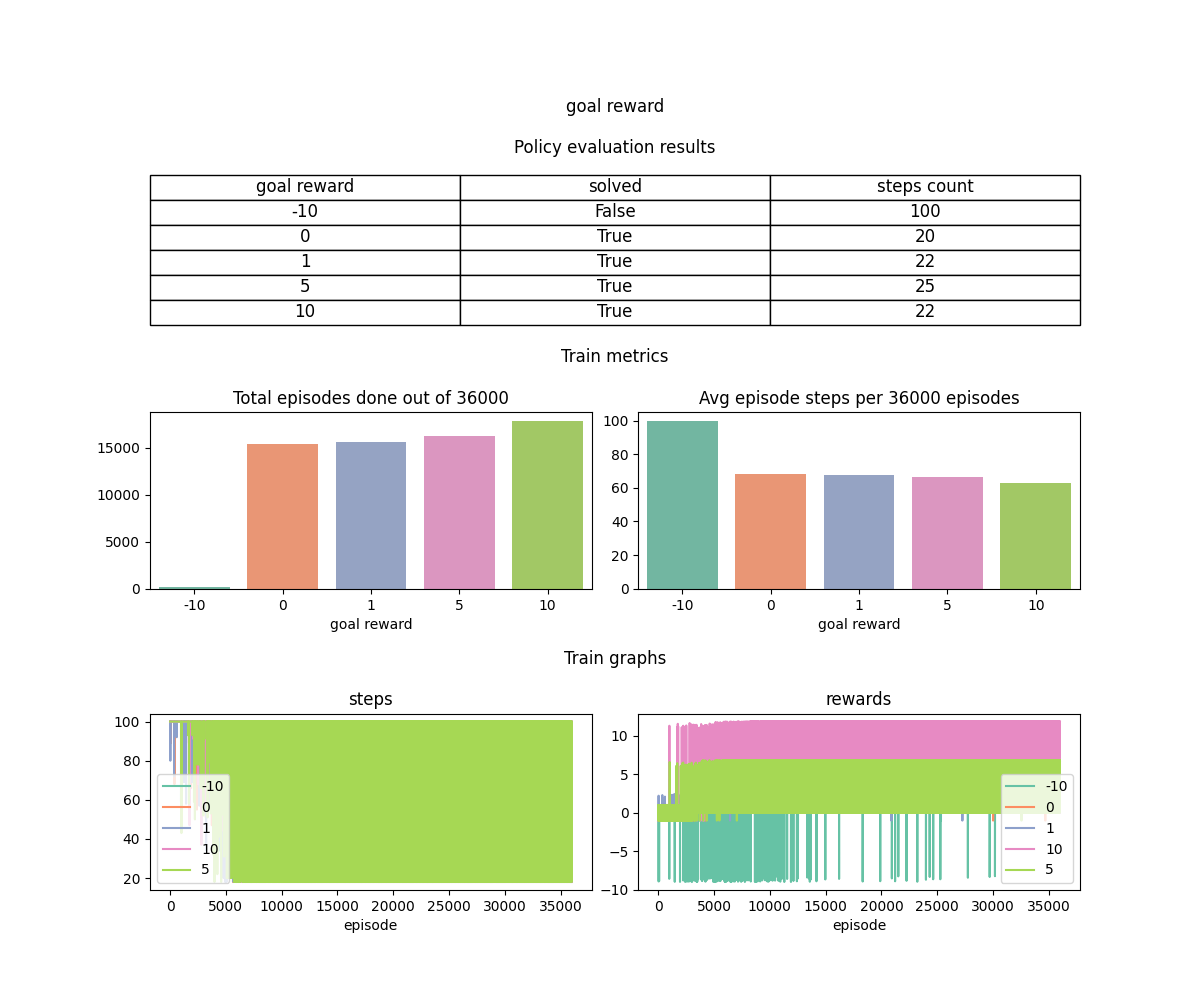 goal reward
Policy evaluation results
goal reward solved steps count
-10 False 100
0 True 20
1 True 22
5 True 25
10 True 22
Train metrics
Total episodes done out of 36000
15000
10000
5000
0
-10 0 1 5 10
goal reward
Avg episode steps per 36000 episodes
100
80
60
40
20
0
-10 0 1 5 10
goal reward
Train graphs
steps
100
80
60
40
20
-10
0
1
10
5
0 5000 10000 15000 20000 25000 30000 35000
episode
rewards
10
5
0
−5
−10
-10
0
1
10
5
0 5000 10000 15000 20000 25000 30000 35000
episode